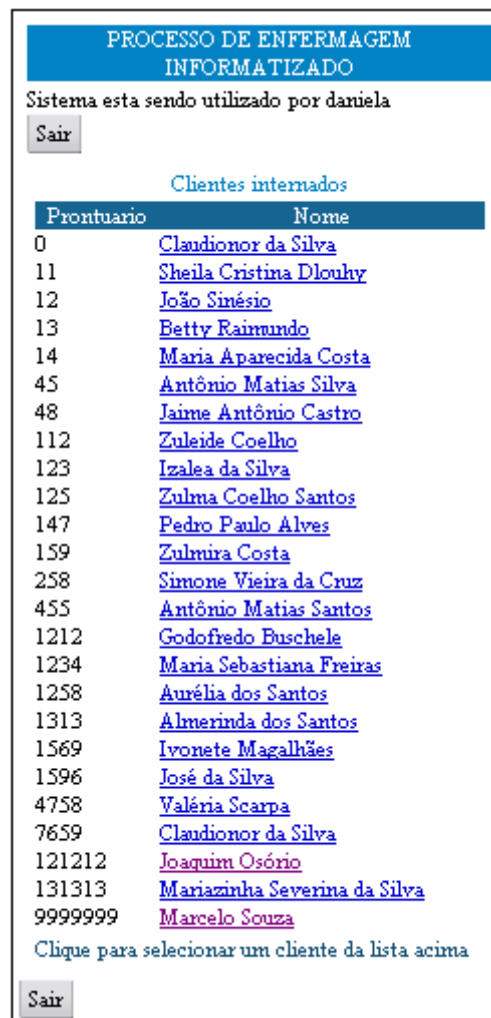 PROCESSO DE ENFERMAGEM
INFORMATIZADO
Sistema esta sendo utilizado por daniela
Sair
Clientes internados
Prontuario Nome
0 Claudionor da Silva
11 Sheila Cristina Dlouhy
12 João Sinésio
13 Betty Raimundo
14 Maria Aparecida Costa
45 Antônio Matias Silva
48 Jaime Antônio Castro
112 Zuleide Coelho
123 Izalea da Silva
125 Zulma Coelho Santos
147 Pedro Paulo Alves
159 Zulmira Costa
258 Simone Vieira da Cruz
455 Antônio Matias Santos
1212 Godofredo Buschele
1234 Maria Sebastiana Freiras
1258 Aurélia dos Santos
1313 Almerinda dos Santos
1569 Ivonete Magalhães
1596 José da Silva
4758 Valéria Scarpa
7659 Claudionor da Silva
121212 Joaquim Osório
131313 Mariazinha Severina da Silva
9999999 Marcelo Souza
Clique para selecionar um cliente da lista acima
Sair